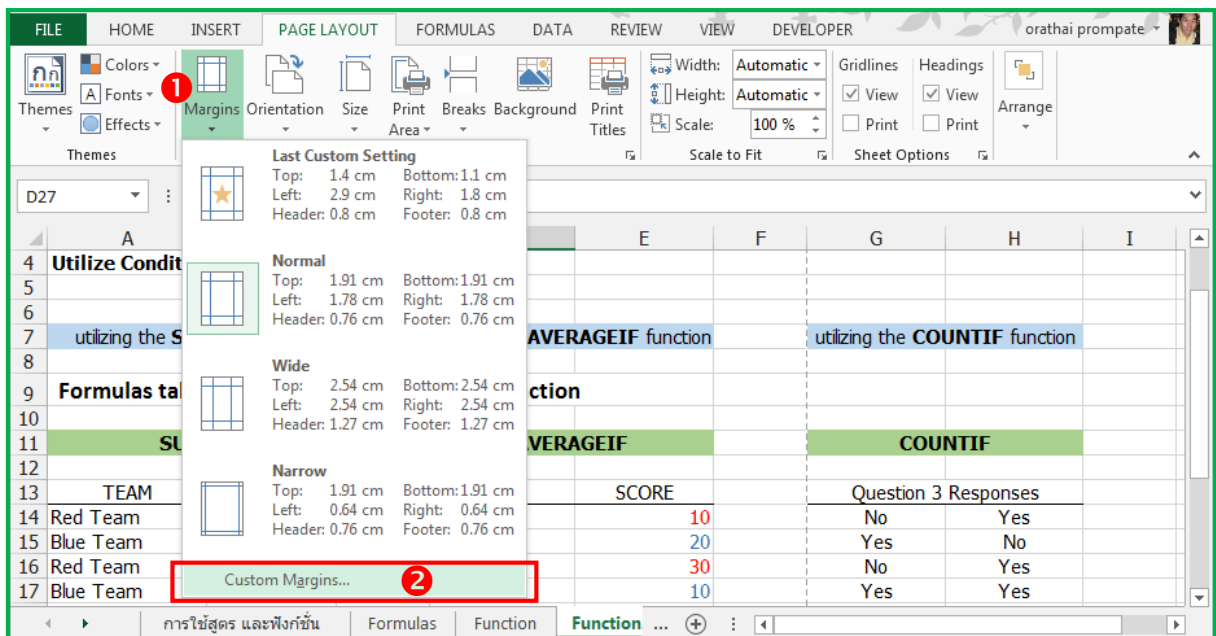 FILE HOME INSERT PAGE LAYOUT FORMULAS DATA REVIEW VIEW DEVELOPER orathai prompate
Colors
Fonts
Effects
Themes
กก
1
Margins Orientation Size Print Area Breaks Background Print Titles
Width: Automatic
Height: Automatic
Scale: 100 %
Gridlines Headings
View View
Print Print
Arrange
Themes Scale to Fit Sheet Options
D27
Last Custom Setting
Top: 1.4 cm Bottom: 1.1 cm
Left: 2.9 cm Right: 1.8 cm
Header: 0.8 cm Footer: 0.8 cm
Normal
Top: 1.91 cm Bottom: 1.91 cm
Left: 1.78 cm Right: 1.78 cm
Header: 0.76 cm Footer: 0.76 cm
Wide
Top: 2.54 cm Bottom: 2.54 cm
Left: 2.54 cm Right: 2.54 cm
Header: 1.27 cm Footer: 1.27 cm
Narrow
Top: 1.91 cm Bottom: 1.91 cm
Left: 0.64 cm Right: 0.64 cm
Header: 0.76 cm Footer: 0.76 cm
Custom Margins... 2
A E F G H I
4 Utilize Condit
5
6
7 utilizing the S AVERAGEIF function utilizing the COUNTIF function
8
9 Formulas tal ction
10
11 SU VERAGEIF COUNTIF
12
13 TEAM SCORE Question 3 Responses
14 Red Team 10 No Yes
15 Blue Team 20 Yes No
16 Red Team 30 No Yes
17 Blue Team 10 Yes Yes
การใช้สูตร และฟังก์ชั่น Formulas Function Function ...